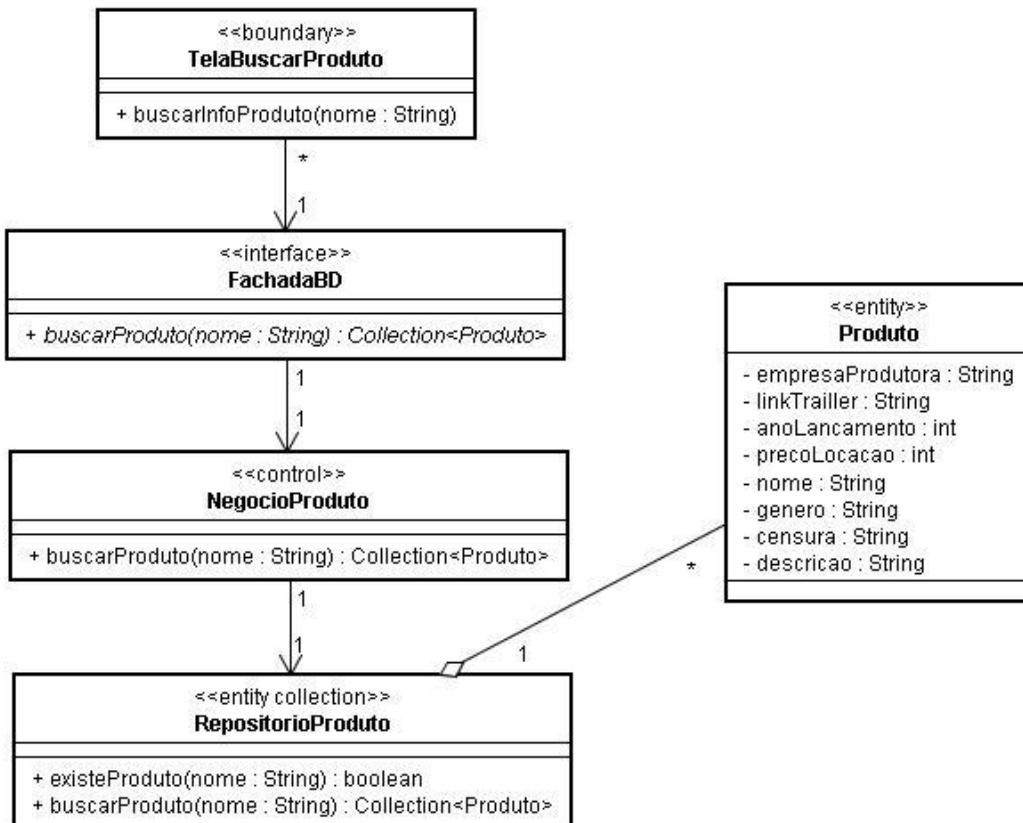 <<boundary>>
TelaBuscarProduto
+ buscarInfoProduto(nome : String)
*
1
<<interface>>
FachadaBD
+ buscarProduto(nome : String) : Collection<Produto>
1
1
<<control>>
NegocioProduto
+ buscarProduto(nome : String) : Collection<Produto>
1
1
<<entity collection>>
RepositorioProduto
+ existeProduto(nome : String) : boolean
+ buscarProduto(nome : String) : Collection<Produto>
<<entity>>
Produto
- empresaProdutora : String
- linkTrailler : String
- anoLancamento : int
- precoLocacao : int
- nome : String
- genero : String
- censura : String
- descricao : String
*
1